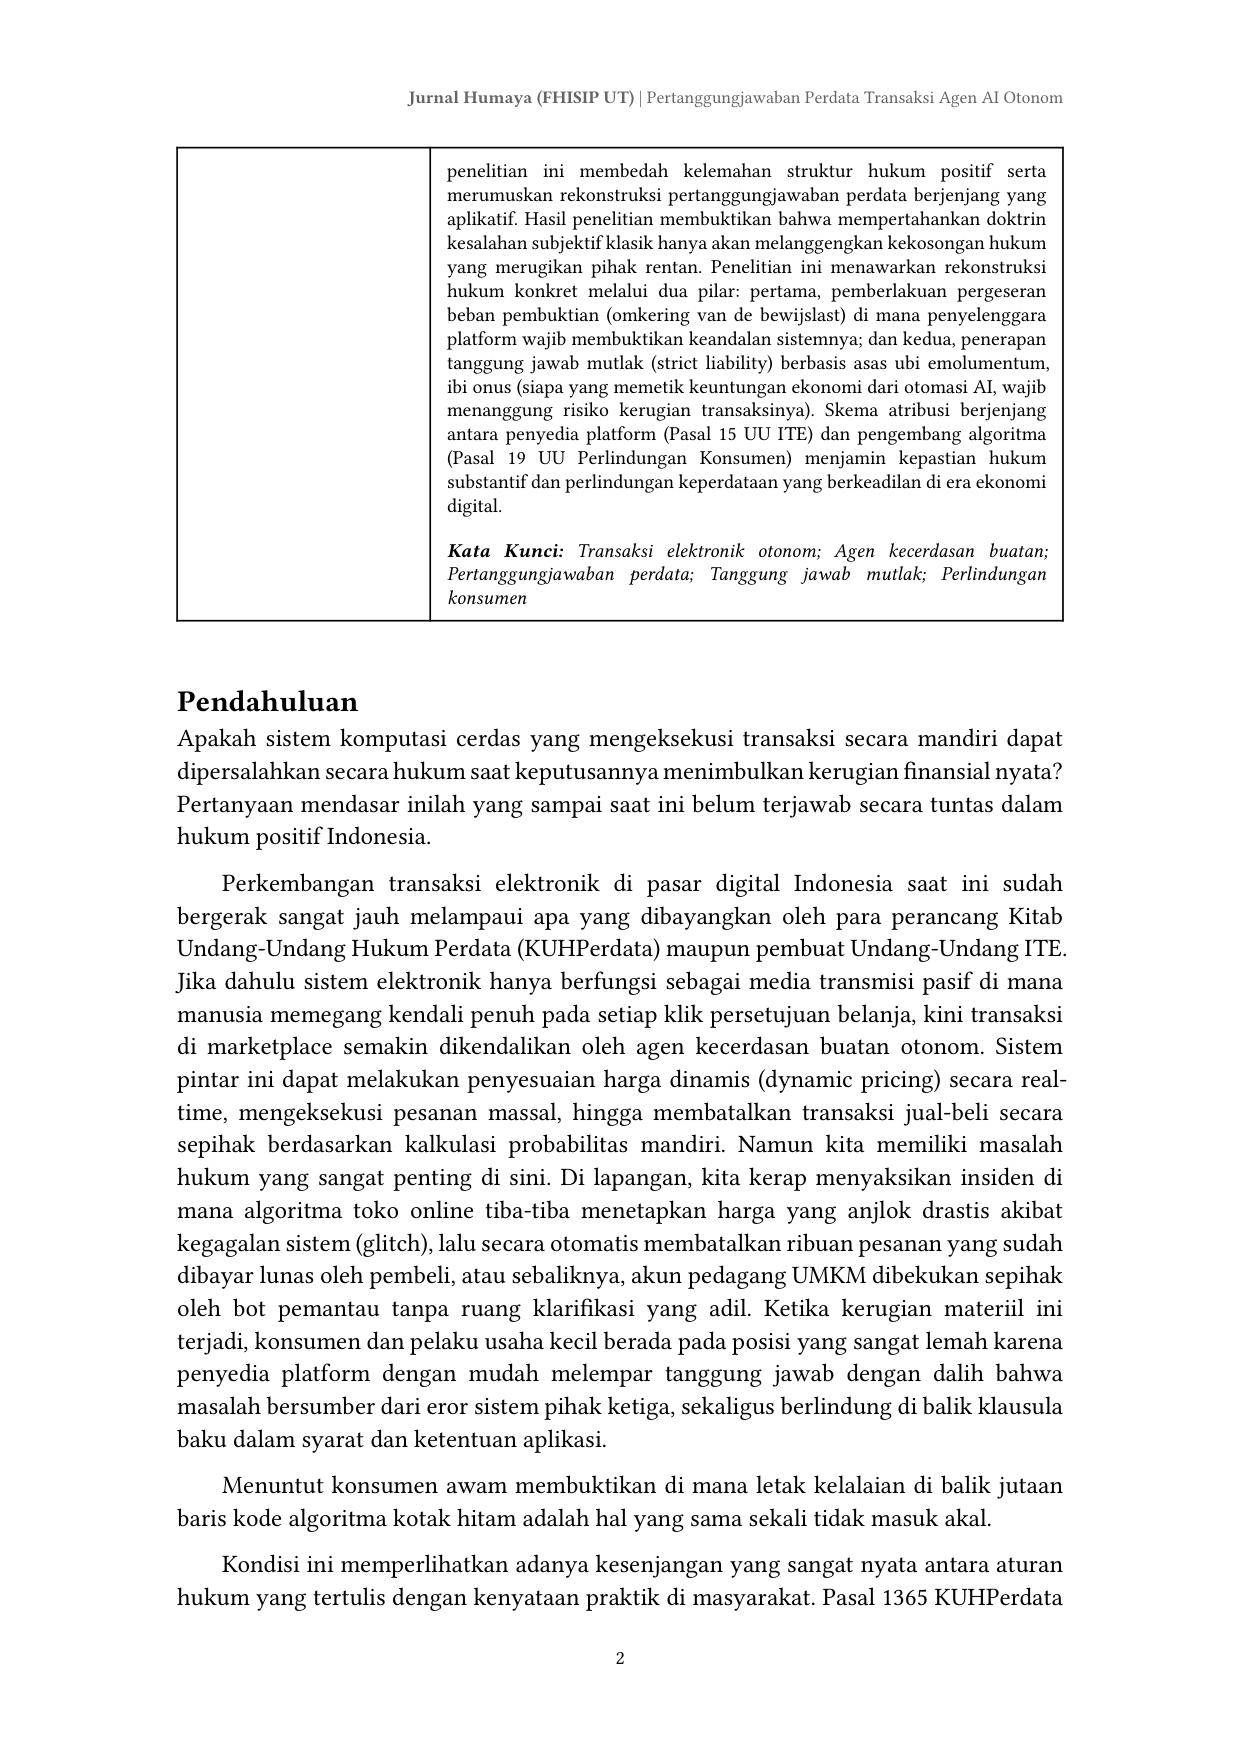 Jurnal Humaya (FHISIP UT) | Pertanggungjawaban Perdata Transaksi Agen AI Otonom
penelitian ini membedah kelemahan struktur hukum positif serta
merumuskan rekonstruksi pertanggungjawaban perdata berjenjang yang
aplikatif. Hasil penelitian membuktikan bahwa mempertahankan doktrin
kesalahan subjektif klasik hanya akan melanggengkan kekosongan hukum
yang merugikan pihak rentan. Penelitian ini menawarkan rekonstruksi
hukum konkret melalui dua pilar: pertama, pemberlakuan pergeseran
beban pembuktian (omkering van de bewijslast) di mana penyelenggara
platform wajib membuktikan keandalan sistemnya; dan kedua, penerapan
tanggung jawab mutlak (strict liability) berbasis asas ubi emolumentum,
ibi onus (siapa yang memetik keuntungan ekonomi dari otomasi AI, wajib
menanggung risiko kerugian transaksinya). Skema atribusi berjenjang
antara penyedia platform (Pasal 15 UU ITE) dan pengembang algoritma
(Pasal 19 UU Perlindungan Konsumen) menjamin kepastian hukum
substantif dan perlindungan keperdataan yang berkeadilan di era ekonomi
digital.
Kata Kunci: Transaksi elektronik otonom; Agen kecerdasan buatan;
Pertanggungjawaban perdata; Tanggung jawab mutlak; Perlindungan
konsumen
Pendahuluan
Apakah sistem komputasi cerdas yang mengeksekusi transaksi secara mandiri dapat
dipersalahkan secara hukum saat keputusannya menimbulkan kerugian finansial nyata?
Pertanyaan mendasar inilah yang sampai saat ini belum terjawab secara tuntas dalam
hukum positif Indonesia.
Perkembangan transaksi elektronik di pasar digital Indonesia saat ini sudah
bergerak sangat jauh melampaui apa yang dibayangkan oleh para perancang Kitab
Undang-Undang Hukum Perdata (KUHPerdata) maupun pembuat Undang-Undang ITE.
Jika dahulu sistem elektronik hanya berfungsi sebagai media transmisi pasif di mana
manusia memegang kendali penuh pada setiap klik persetujuan belanja, kini transaksi
di marketplace semakin dikendalikan oleh agen kecerdasan buatan otonom. Sistem
pintar ini dapat melakukan penyesuaian harga dinamis (dynamic pricing) secara real-
time, mengeksekusi pesanan massal, hingga membatalkan transaksi jual-beli secara
sepihak berdasarkan kalkulasi probabilitas mandiri. Namun kita memiliki masalah
hukum yang sangat penting di sini. Di lapangan, kita kerap menyaksikan insiden di
mana algoritma toko online tiba-tiba menetapkan harga yang anjlok drastis akibat
kegagalan sistem (glitch), lalu secara otomatis membatalkan ribuan pesanan yang sudah
dibayar lunas oleh pembeli, atau sebaliknya, akun pedagang UMKM dibekukan sepihak
oleh bot pemantau tanpa ruang klarifikasi yang adil. Ketika kerugian materiil ini
terjadi, konsumen dan pelaku usaha kecil berada pada posisi yang sangat lemah karena
penyedia platform dengan mudah melempar tanggung jawab dengan dalih bahwa
masalah bersumber dari eror sistem pihak ketiga, sekaligus berlindung di balik klausula
baku dalam syarat dan ketentuan aplikasi.
Menuntut konsumen awam membuktikan di mana letak kelalaian di balik jutaan
baris kode algoritma kotak hitam adalah hal yang sama sekali tidak masuk akal.
Kondisi ini memperlihatkan adanya kesenjangan yang sangat nyata antara aturan
hukum yang tertulis dengan kenyataan praktik di masyarakat. Pasal 1365 KUHPerdata
2